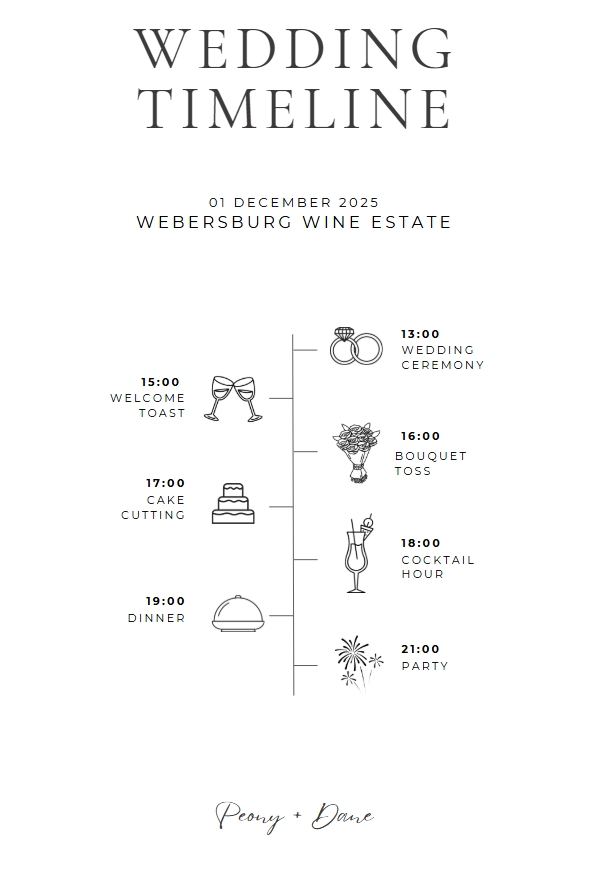 WEDDING
TIMELINE
01 DECEMBER 2025
WEBERSBURG WINE ESTATE
13:00
WEDDING
CEREMONY
15:00
WELCOME
TOAST
16:00
BOUQUET
TOSS
17:00
CAKE
CUTTING
18:00
COCKTAIL
HOUR
19:00
DINNER
21:00
PARTY
Peony + Dane